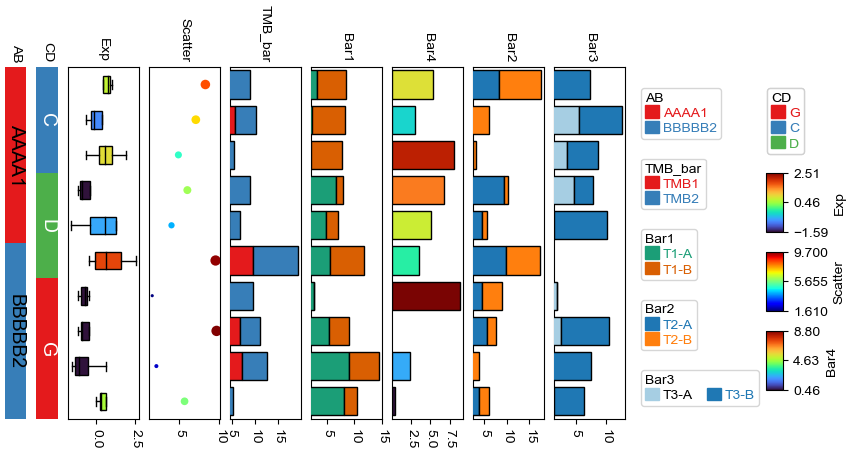 AB
CD
Exp
Scatter
TMB_bar
Bar1
Bar4
Bar2
Bar3
AAAA1
BBBBB2
C
D
G
0.0 2.5
5 10
5 10 15
5 10 15
2.5 5.0 7.5
5 10 15
5 10
AB
AAAA1
BBBBB2
TMB_bar
TMB1
TMB2
Bar1
T1-A
T1-B
Bar2
T2-A
T2-B
Bar3
T3-A T3-B
CD
G
C
D
2.51
0.46
−1.59
Exp
9.700
5.655
1.610
Scatter
8.80
4.63
0.46
Bar4